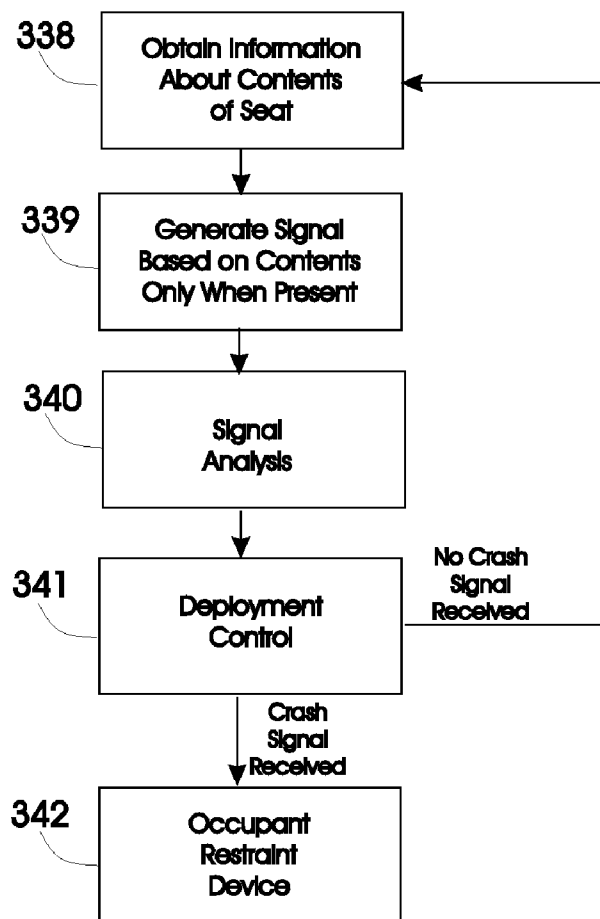 338
Obtain Information
About Contents
of Seat
339
Generate Signal
Based on Contents
Only When Present
340
Signal
Analysis
341
Deployment
Control
No Crash
Signal
Received
Crash
Signal
Received
342
Occupant
Restraint
Device